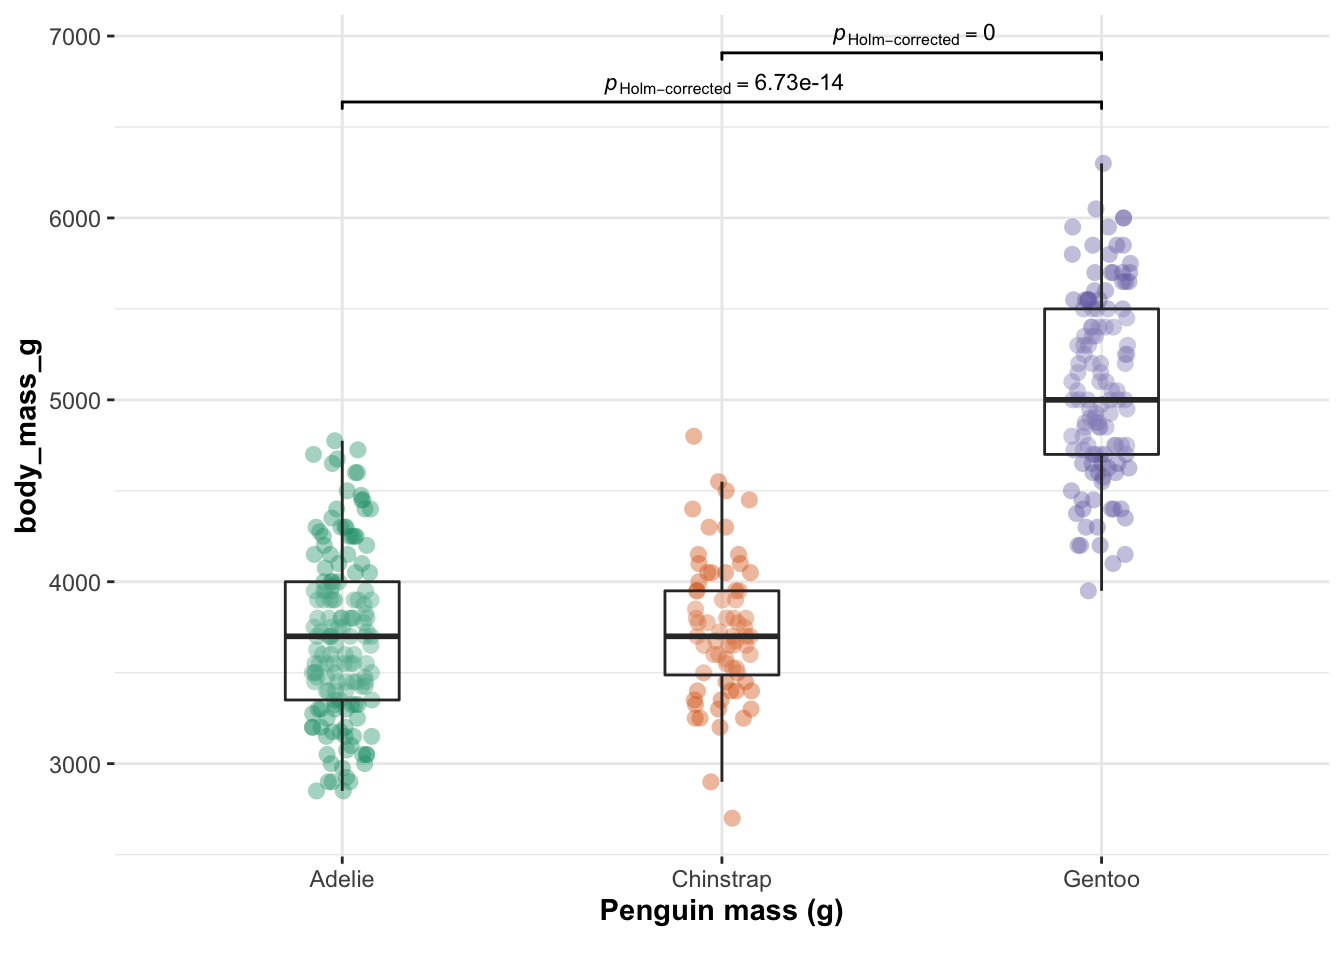 7000
p Holm−corrected = 0
p Holm−corrected = 6.73e-14
6000
5000
4000
3000
body_mass_g
Adelie Chinstrap Gentoo
Penguin mass (g)